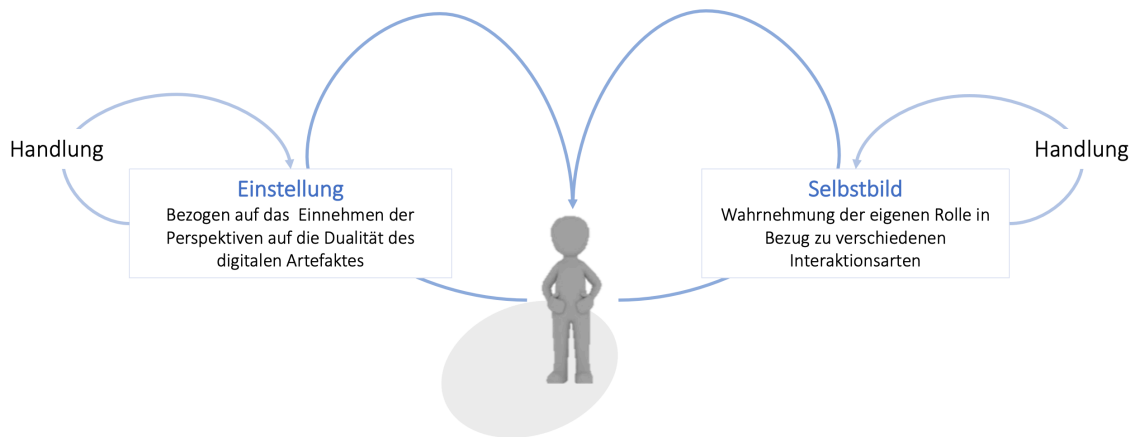 Handlung
Einstellung
Bezogen auf das Einnehmen der
Perspektiven auf die Dualität des
digitalen Artefaktes
Selbstbild
Wahrnehmung der eigenen Rolle in
Bezug zu verschiedenen
Interaktionsarten
Handlung